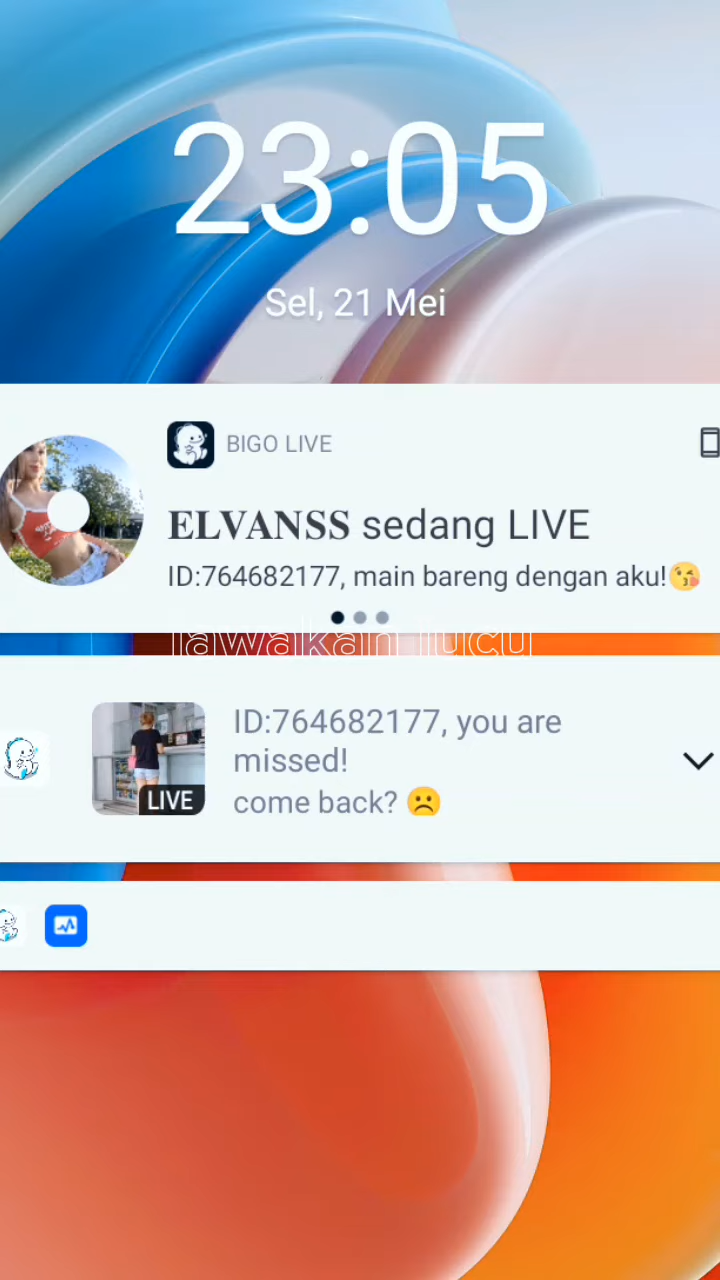 23:05
Sel, 21 Mei
BIGO LIVE
𝐄𝐋𝐕𝐀𝐍𝐒𝐒 sedang LIVE
ID:764682177, main bareng dengan aku!😘
lawakan lucu
ID:764682177, you are
missed!
LIVE
come back? ☹️